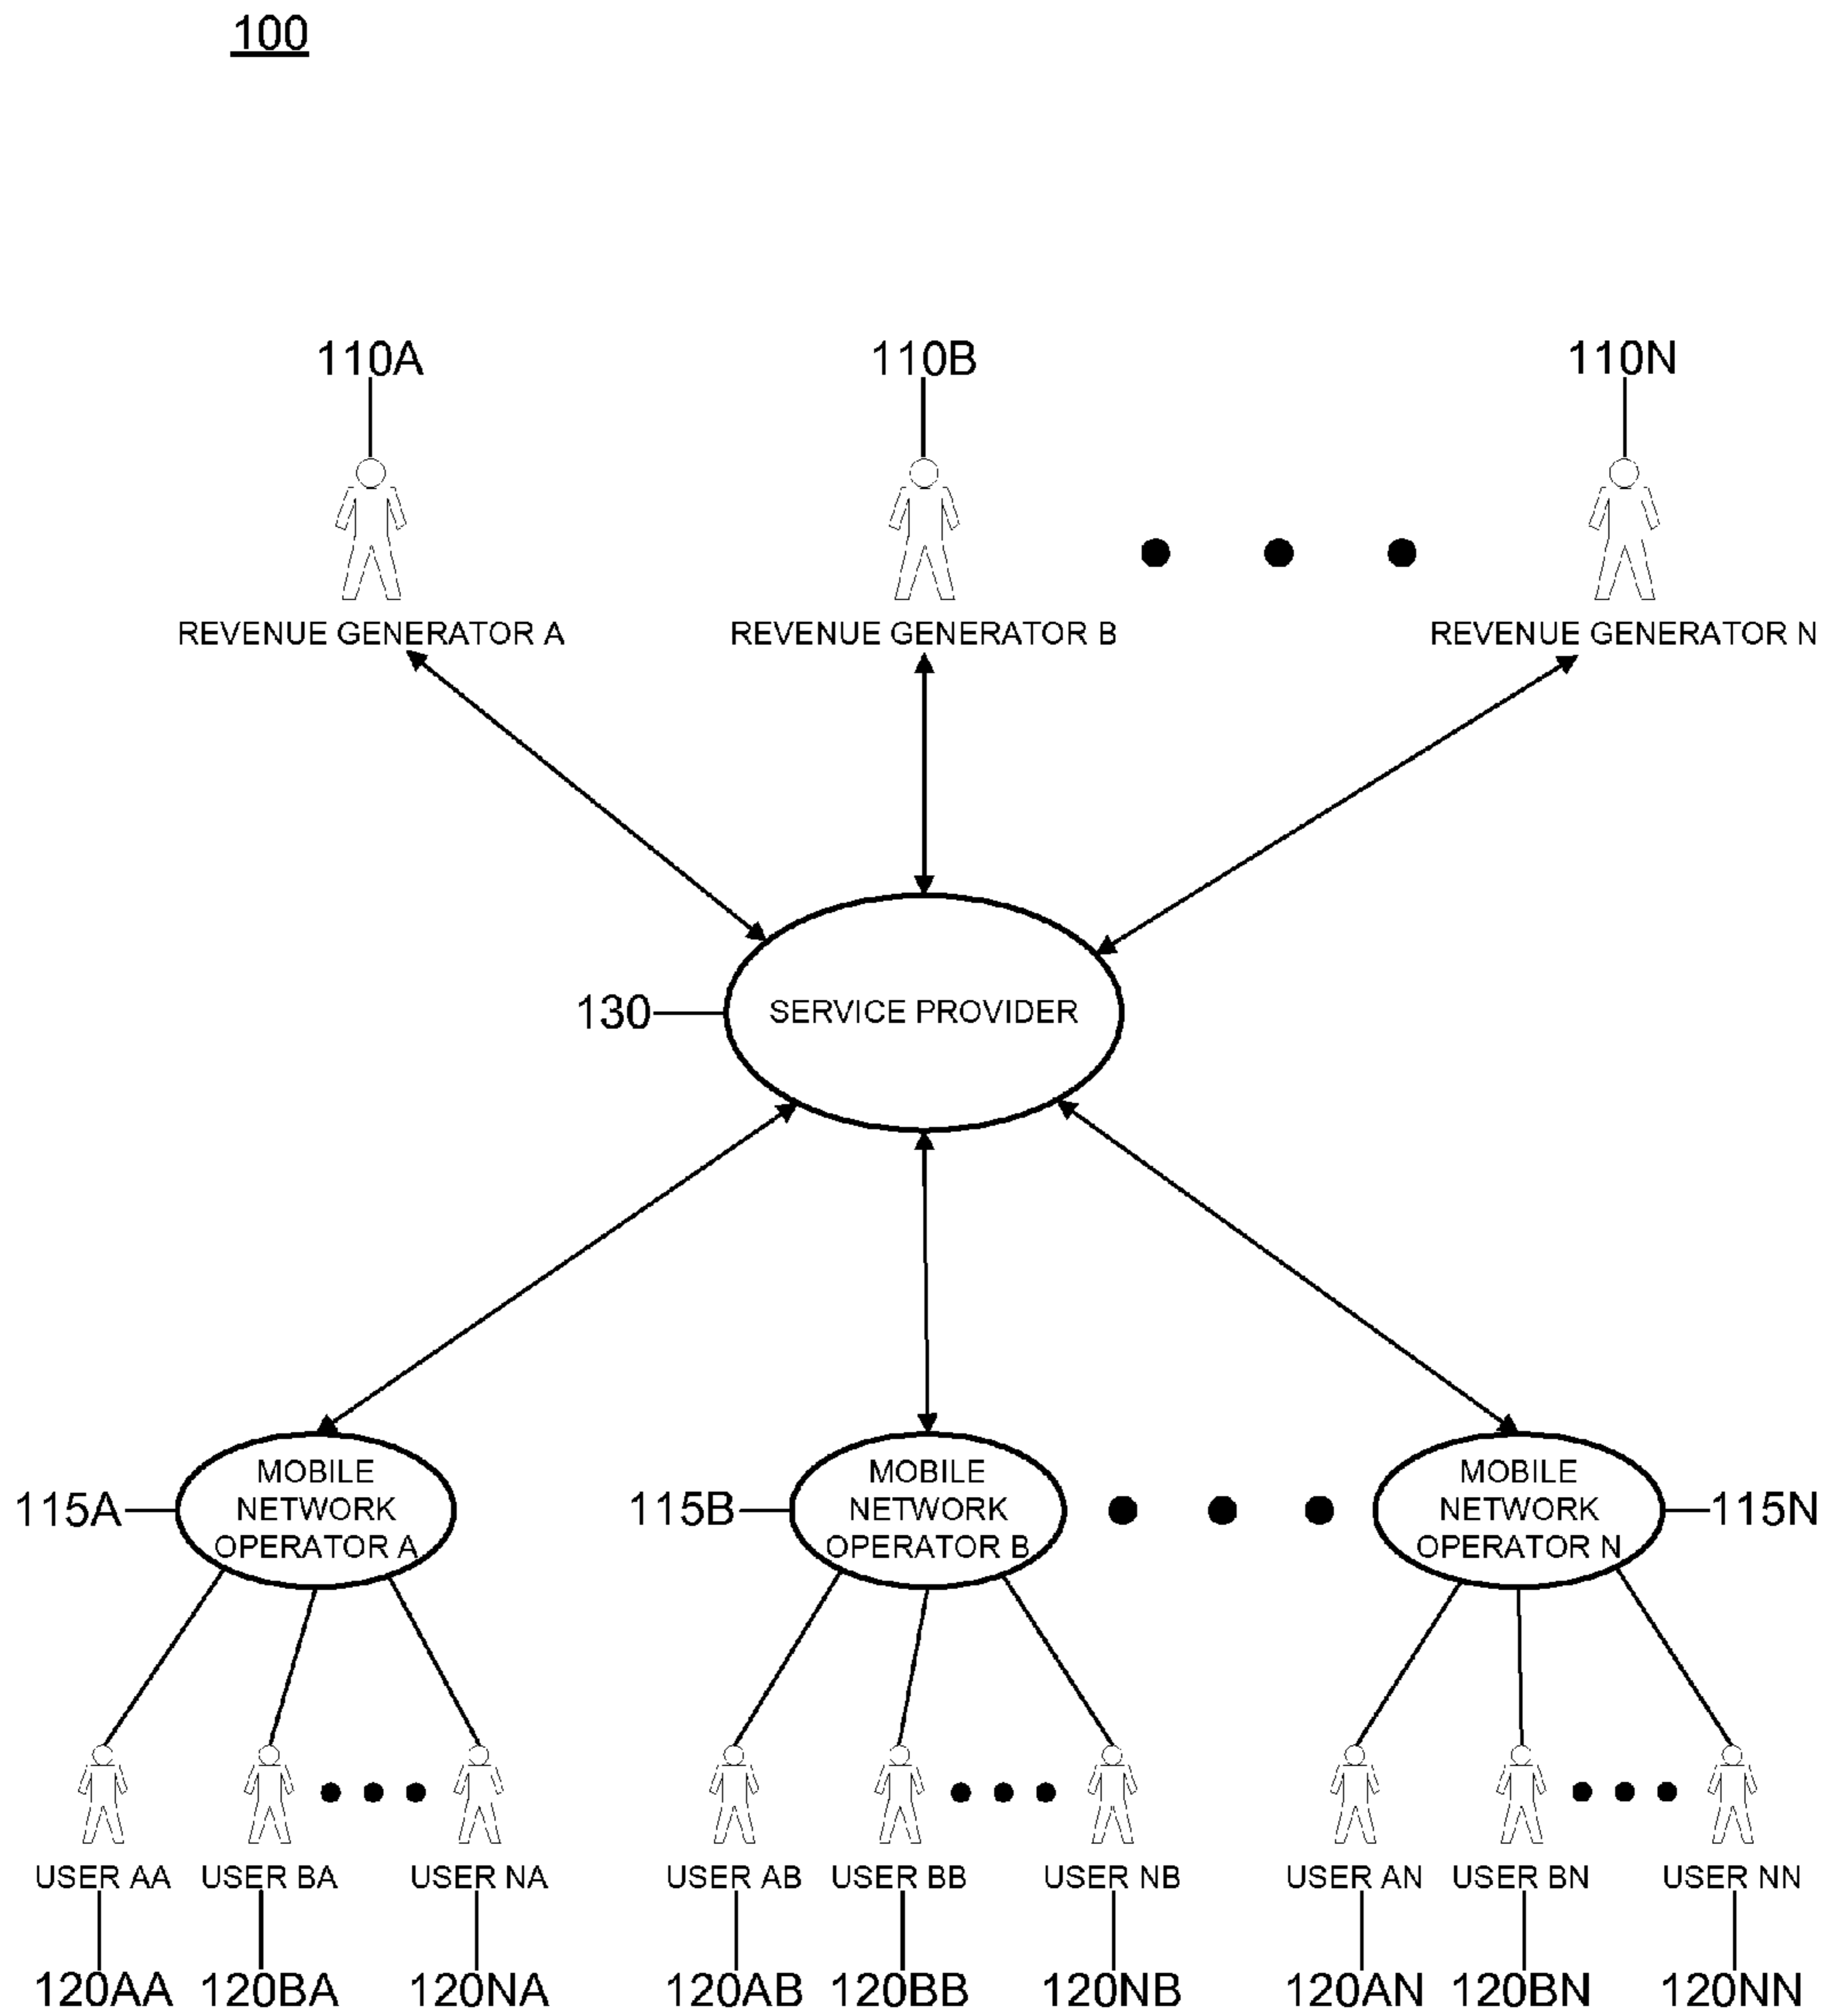 100
110A 110B 110N
REVENUE GENERATOR A REVENUE GENERATOR B REVENUE GENERATOR N
130 SERVICE PROVIDER
115A
MOBILE
NETWORK
OPERATOR A
115B
MOBILE
NETWORK
OPERATOR B
MOBILE
NETWORK
OPERATOR N
115N
USER AA USER BA USER NA USER AB USER BB USER NB USER AN USER BN USER NN
120AA 120BA 120NA 120AB 120BB 120NB 120AN 120BN 120NN